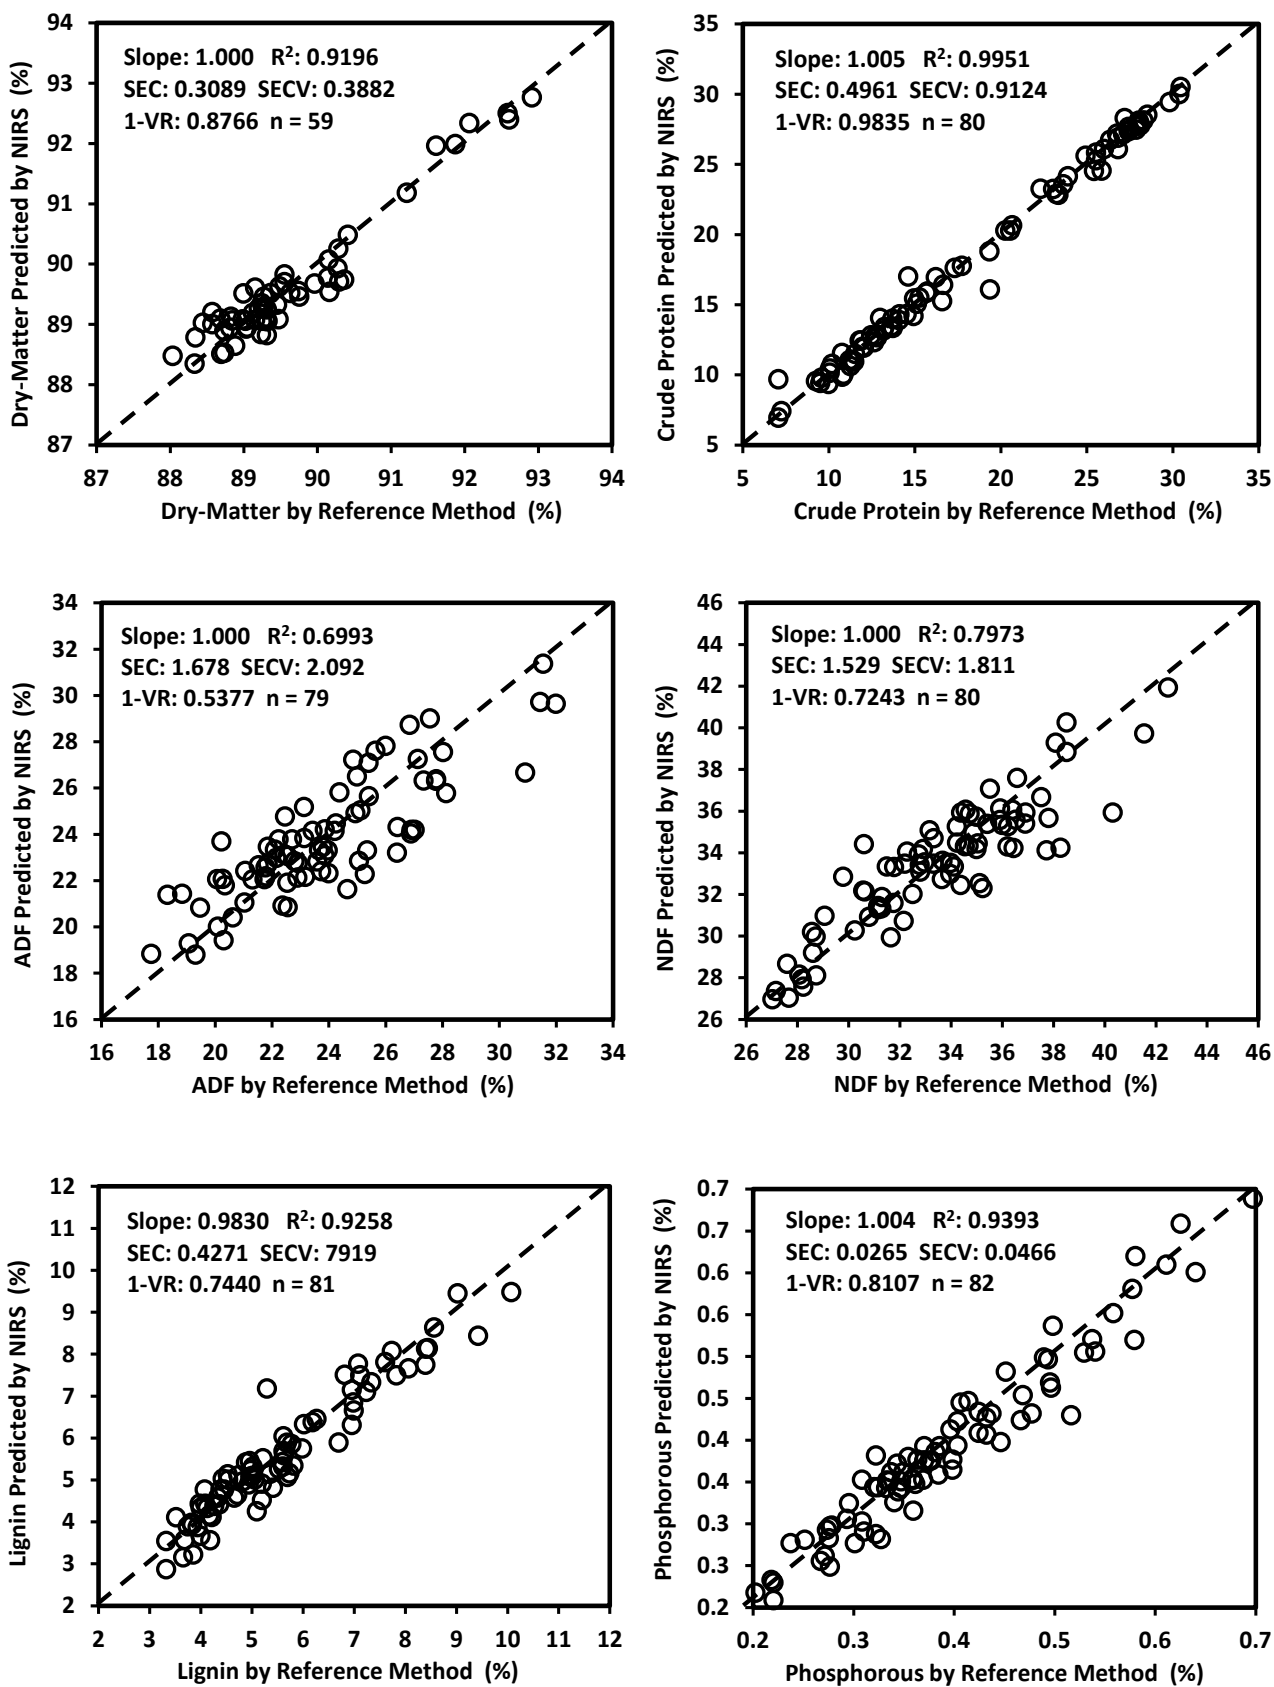 Slope: 1.000 R²: 0.9196
SEC: 0.3089 SECV: 0.3882
1-VR: 0.8766 n = 59
Dry-Matter Predicted by NIRS (%)
94
93
92
91
90
89
88
87
87 88 89 90 91 92 93 94
Dry-Matter by Reference Method (%)
Slope: 1.005 R²: 0.9951
SEC: 0.4961 SECV: 0.9124
1-VR: 0.9835 n = 80
Crude Protein Predicted by NIRS (%)
35
30
25
20
15
10
5
5 10 15 20 25 30 35
Crude Protein by Reference Method (%)
Slope: 1.000 R²: 0.6993
SEC: 1.678 SECV: 2.092
1-VR: 0.5377 n = 79
ADF Predicted by NIRS (%)
34
32
30
28
26
24
22
20
18
16
16 18 20 22 24 26 28 30 32 34
ADF by Reference Method (%)
Slope: 1.000 R²: 0.7973
SEC: 1.529 SECV: 1.811
1-VR: 0.7243 n = 80
NDF Predicted by NIRS (%)
46
44
42
40
38
36
34
32
30
28
26
26 28 30 32 34 36 38 40 42 44 46
NDF by Reference Method (%)
Slope: 0.9830 R²: 0.9258
SEC: 0.4271 SECV: 7919
1-VR: 0.7440 n = 81
Lignin Predicted by NIRS (%)
12
11
10
9
8
7
6
5
4
3
2
2 3 4 5 6 7 8 9 10 11 12
Lignin by Reference Method (%)
Slope: 1.004 R²: 0.9393
SEC: 0.0265 SECV: 0.0466
1-VR: 0.8107 n = 82
Phosphorous Predicted by NIRS (%)
0.7
0.7
0.6
0.6
0.5
0.5
0.4
0.4
0.3
0.3
0.2
0.2 0.3 0.4 0.5 0.6 0.7
Phosphorous by Reference Method (%)